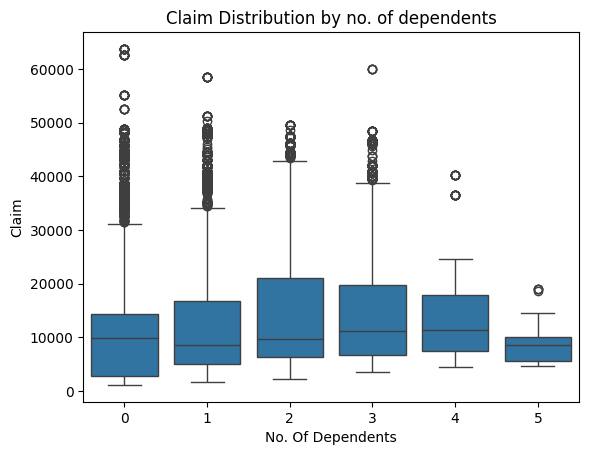 Claim Distribution by no. of dependents
60000
50000
40000
30000
20000
10000
0
Claim
0 1 2 3 4 5
No. Of Dependents